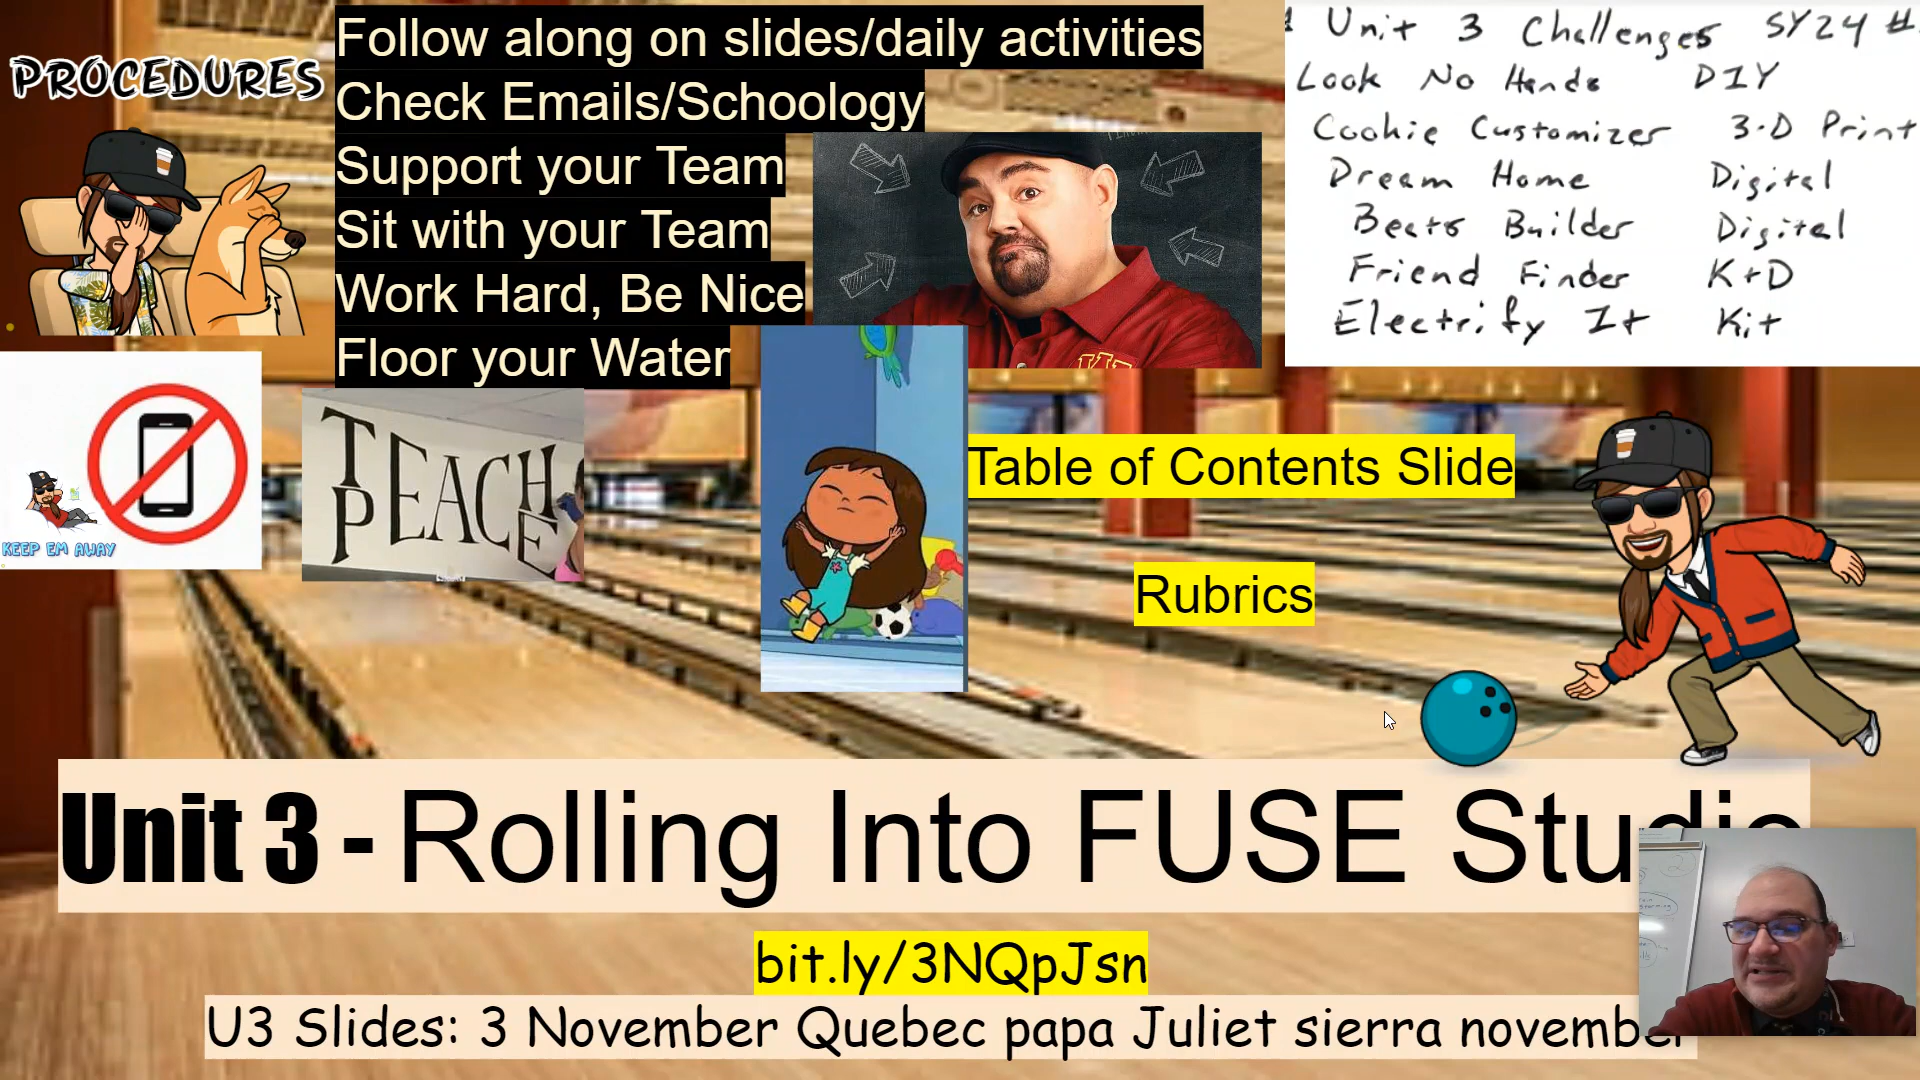 PROCEDURES
Follow along on slides/daily activities
Check Emails/Schoology
Support your Team
Sit with your Team
Work Hard, Be Nice
Floor your Water
Unit 3 Challenges SY24 #
Look No Hands DIY
Cookie Customizer 3-D Print
Dream Home Digital
Beats Builder Digital
Friend Finder K+D
Electrify It Kit
KEEP EM AWAY
TEACH
PEACE
Table of Contents Slide
Rubrics
Unit 3 - Rolling Into FUSE Studio
bit.ly/3NQpJsn
U3 Slides: 3 November Quebec papa Juliet sierra november